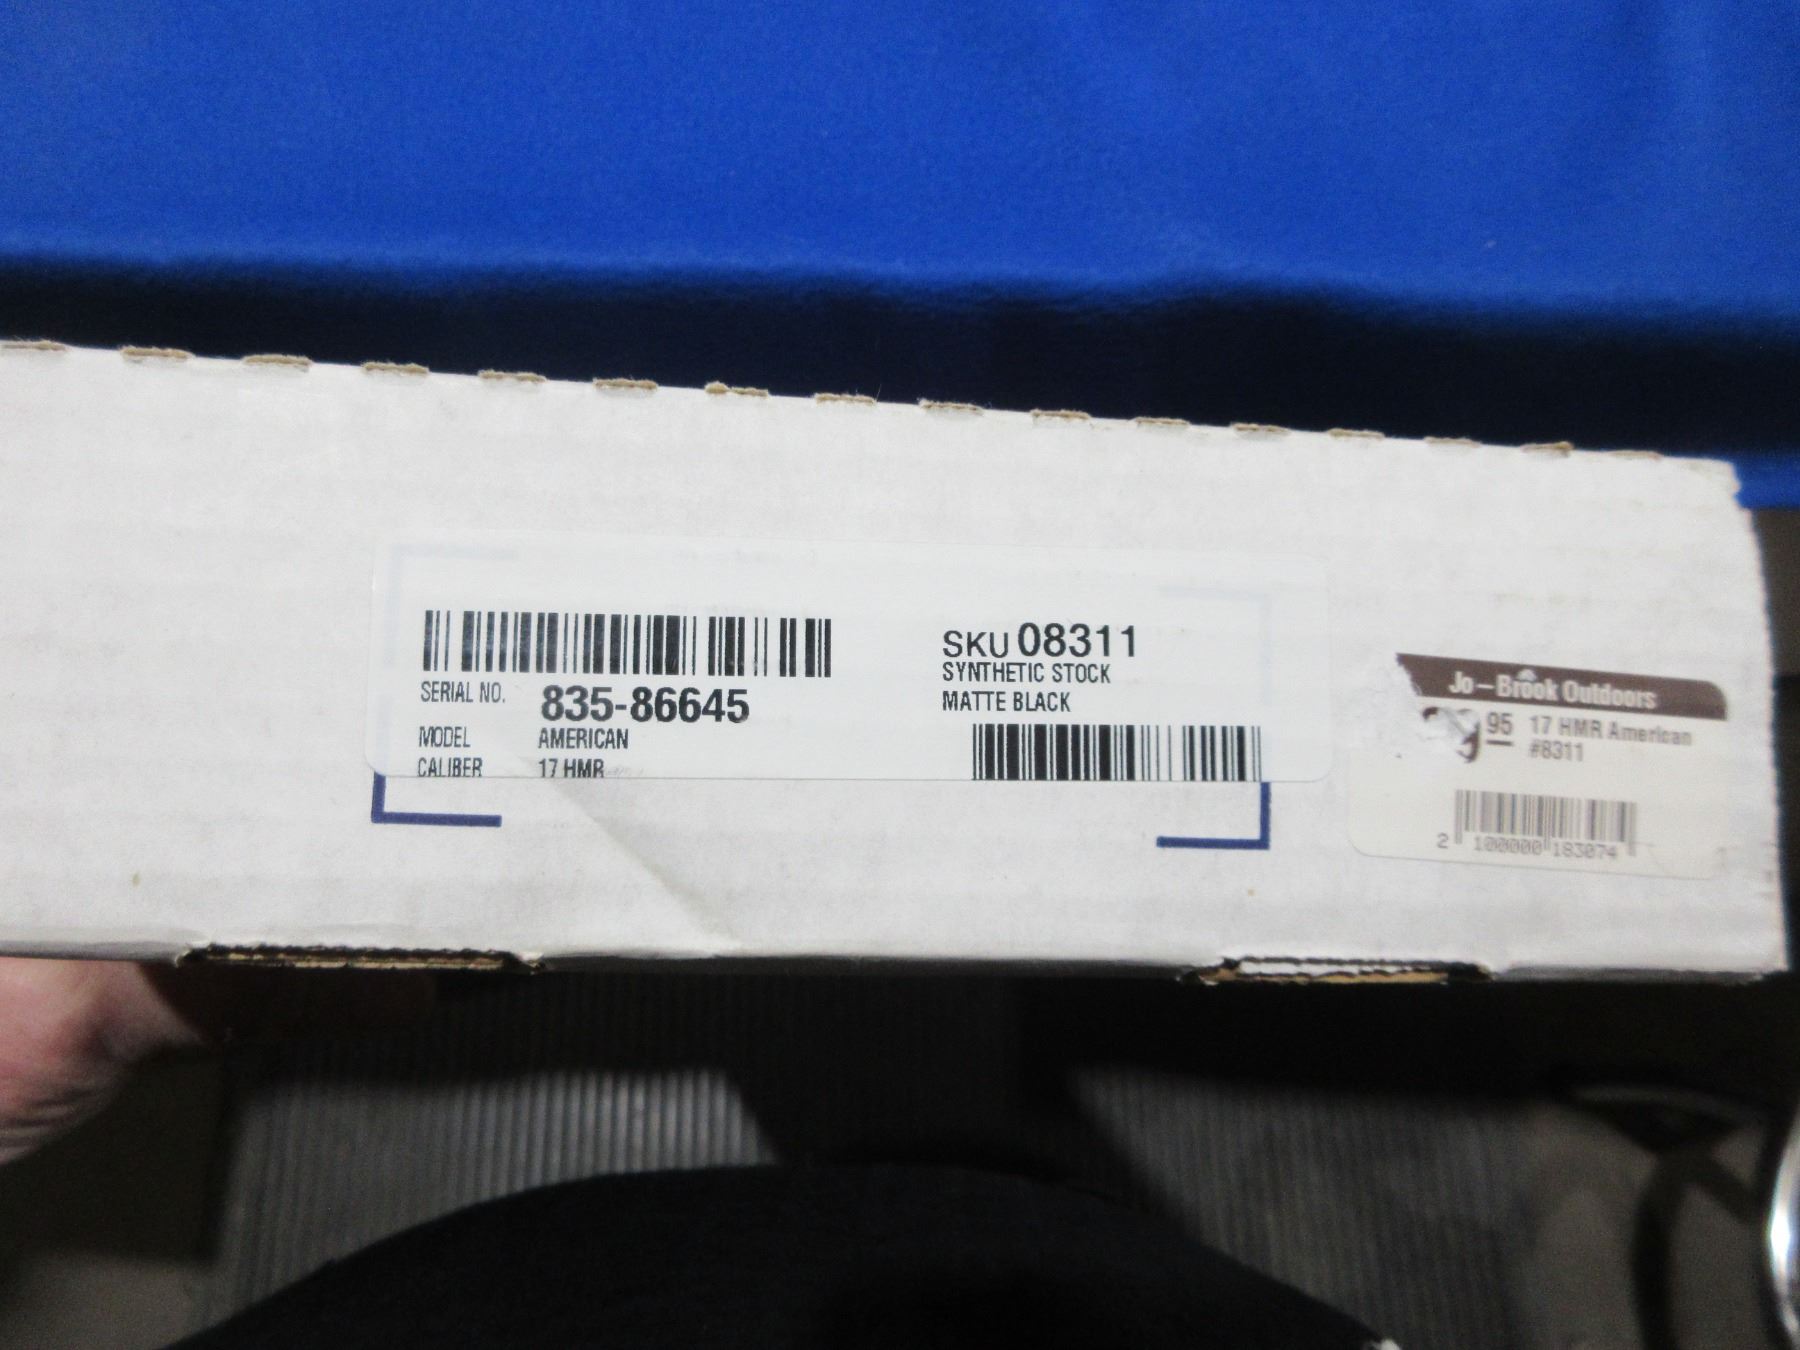 SERIAL NO. 835-86645
MODEL AMERICAN
CALIBER 17 HMR
SKU 08311
SYNTHETIC STOCK
MATTE BLACK
Jo-Brook Outdoors
95 17 HMR American
#8311
2 100000 183074